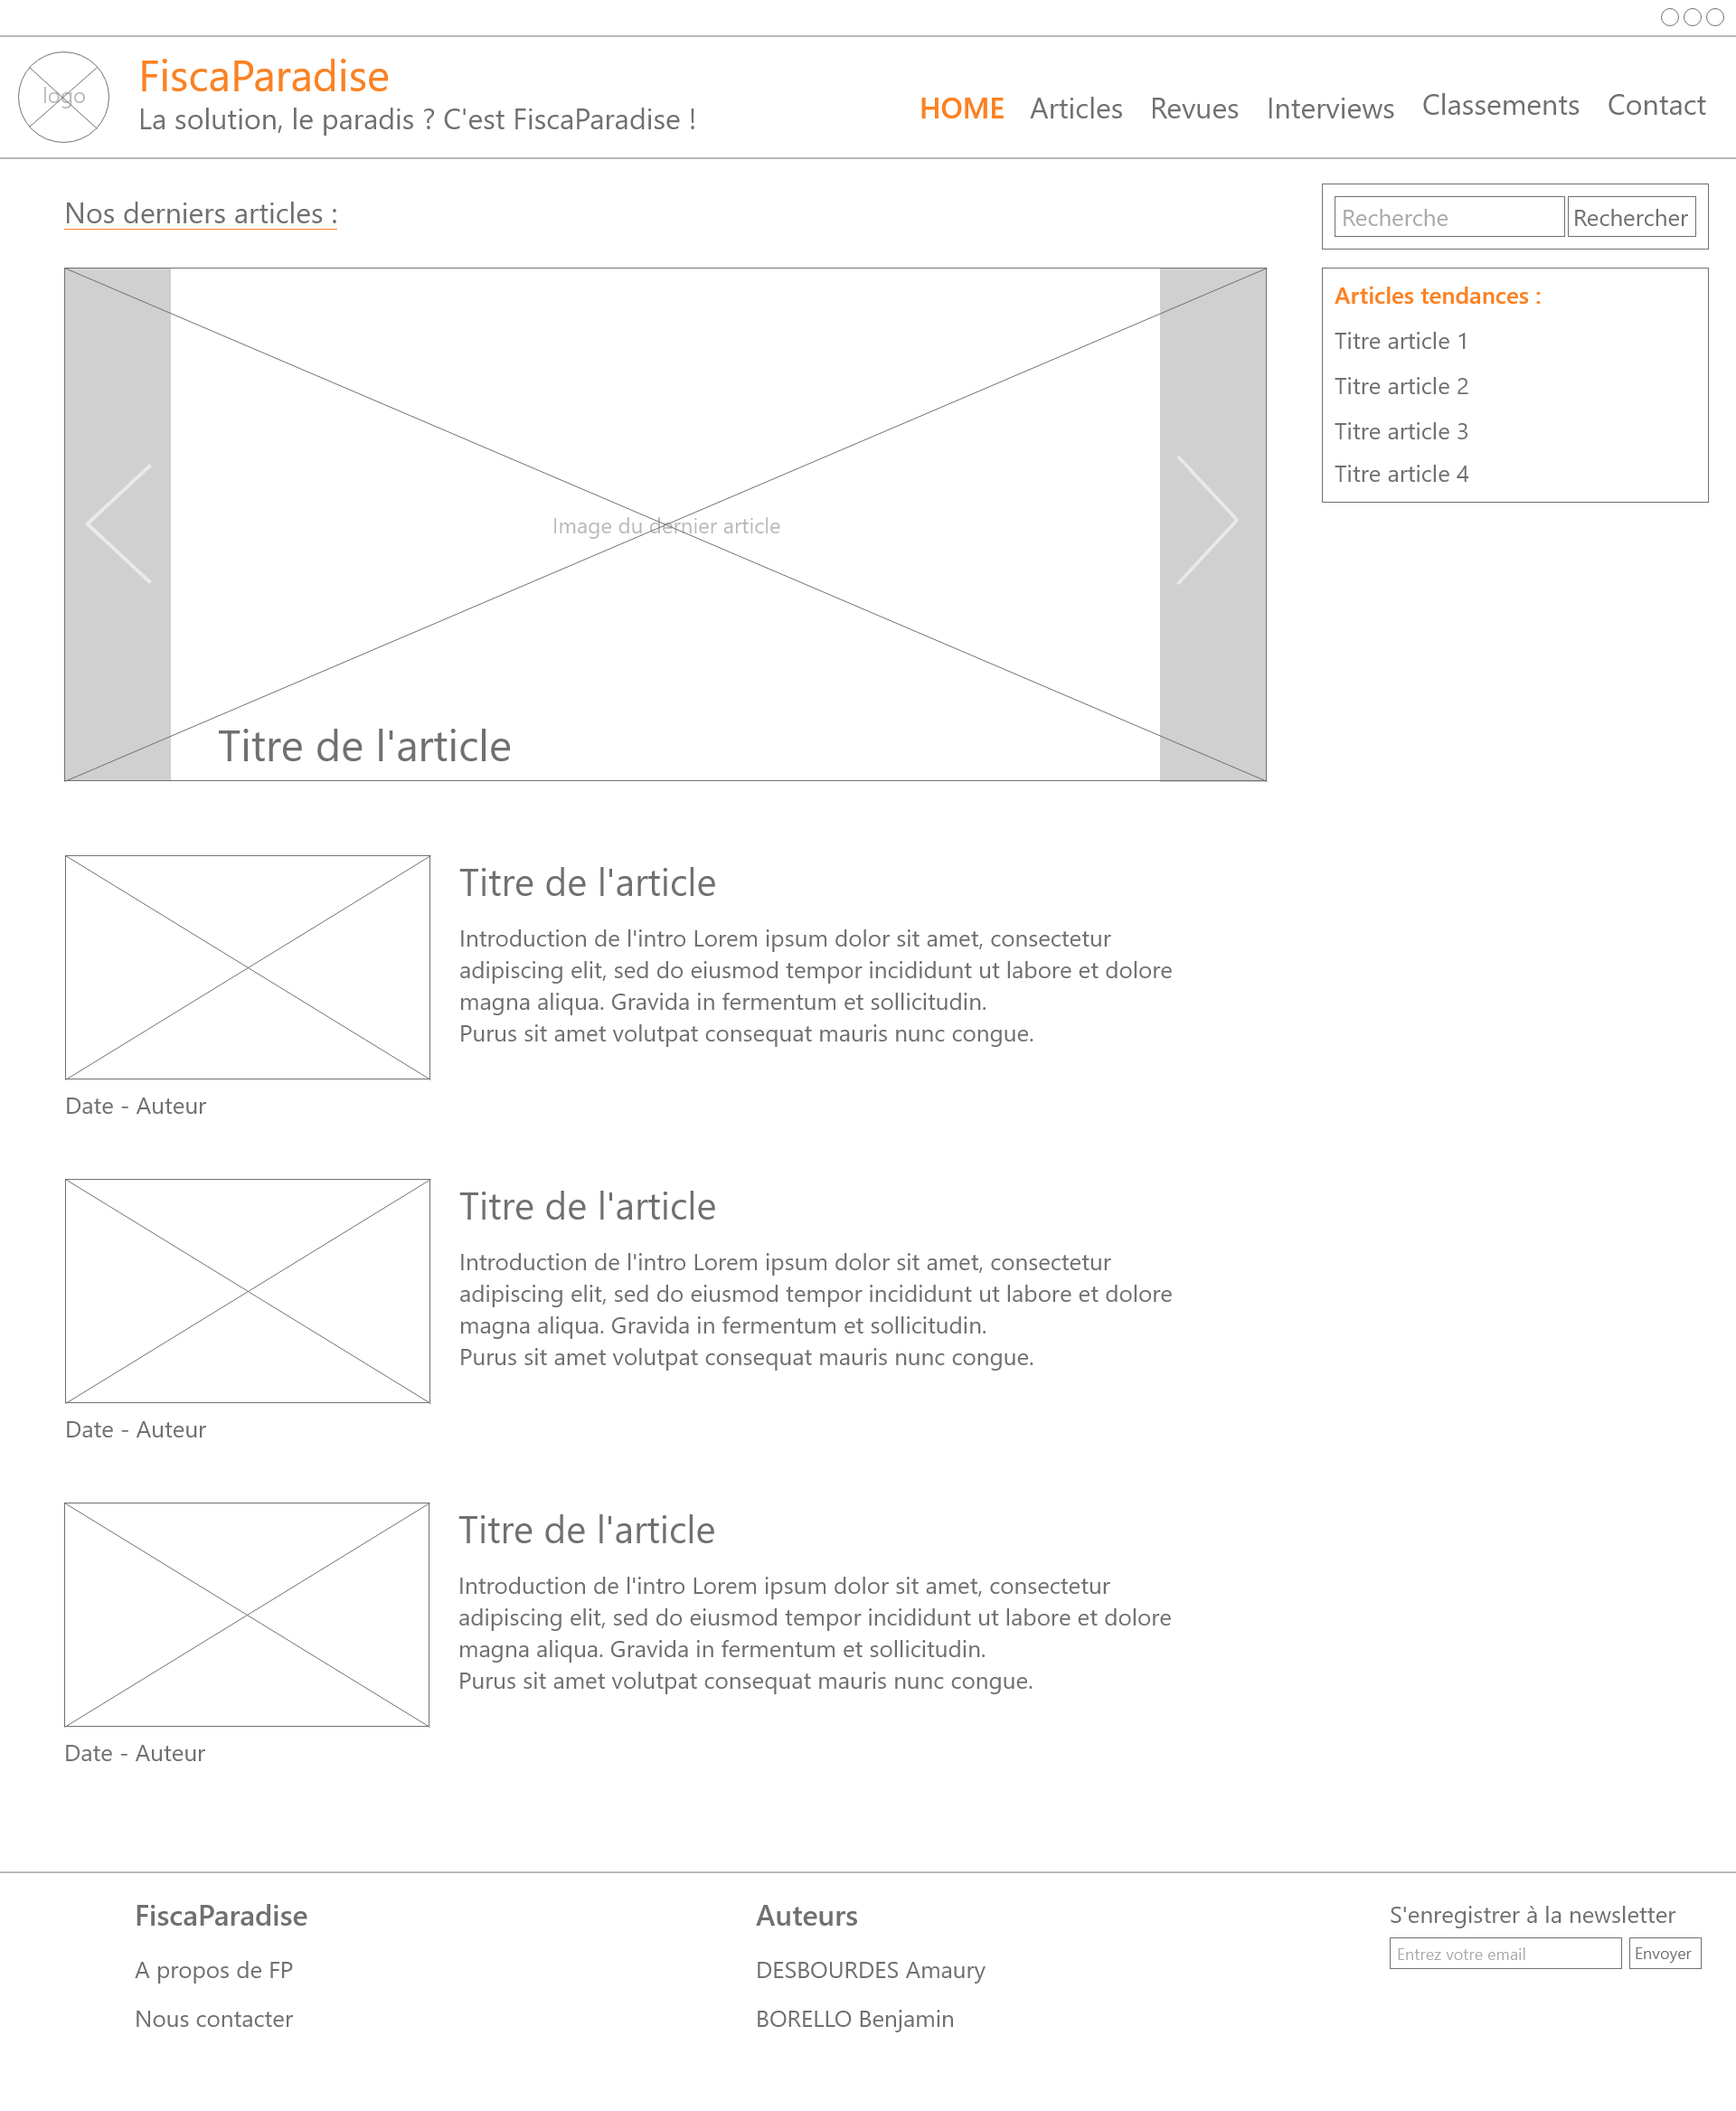 logo
FiscaParadise
La solution, le paradis ? C'est FiscaParadise !
HOME Articles Revues Interviews Classements Contact
Nos derniers articles :
Recherche Rechercher
Articles tendances :
Titre article 1
Titre article 2
Titre article 3
Titre article 4
Image du dernier article
Titre de l'article
Titre de l'article
Introduction de l'intro Lorem ipsum dolor sit amet, consectetur
adipiscing elit, sed do eiusmod tempor incididunt ut labore et dolore
magna aliqua. Gravida in fermentum et sollicitudin.
Purus sit amet volutpat consequat mauris nunc congue.
Date - Auteur
Titre de l'article
Introduction de l'intro Lorem ipsum dolor sit amet, consectetur
adipiscing elit, sed do eiusmod tempor incididunt ut labore et dolore
magna aliqua. Gravida in fermentum et sollicitudin.
Purus sit amet volutpat consequat mauris nunc congue.
Date - Auteur
Titre de l'article
Introduction de l'intro Lorem ipsum dolor sit amet, consectetur
adipiscing elit, sed do eiusmod tempor incididunt ut labore et dolore
magna aliqua. Gravida in fermentum et sollicitudin.
Purus sit amet volutpat consequat mauris nunc congue.
Date - Auteur
FiscaParadise
A propos de FP
Nous contacter
Auteurs
DESBOURDES Amaury
BORELLO Benjamin
S'enregistrer à la newsletter
Entrez votre email Envoyer